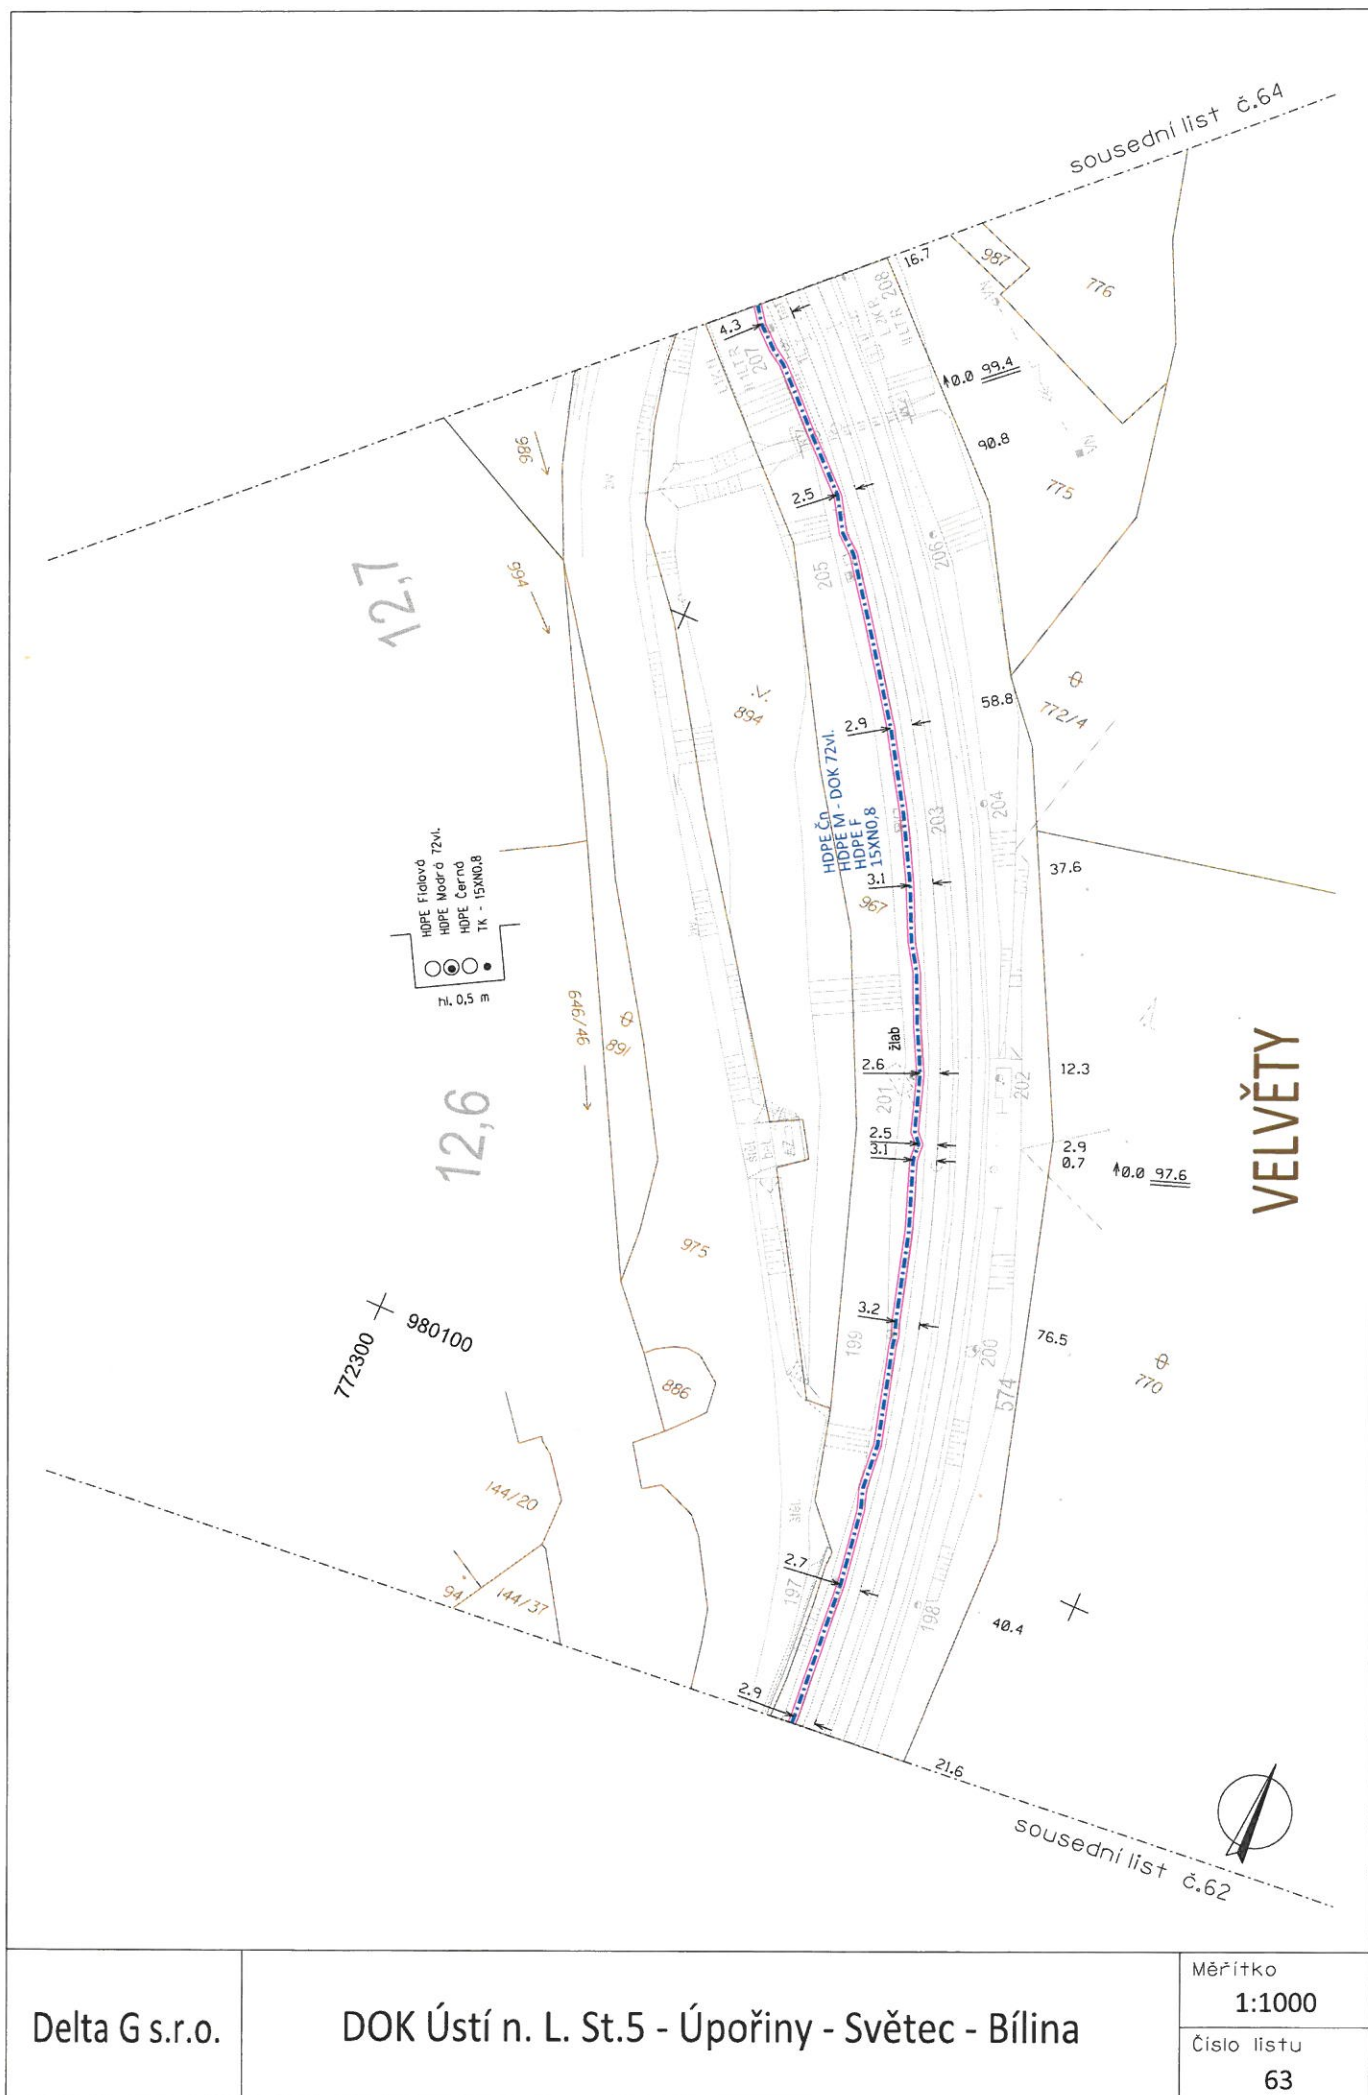 sousední list č.64
16.7
987
776
4.3
207
HLTR 208
↑0.0 99.4
90.8
986
VN
775
2.5
12,7
994
205
206
58.8
772/4
894
2.9
HDPE Čn
HDPE M - DOK 72vl.
HDPE F
15XN0,8
203
204
HDPE Fialová
HDPE Modrá 72vl.
HDPE Černá
TK - 15XN0,8
hl. 0,5 m
3.1
37.6
967
646/46
891
žlab
2.6
201
202
12.3
12,6
2.5
3.1
2.9
0.7
↑0.0 97.6
VELVĚTY
975
980100
772300
3.2
199
200
76.5
574
770
886
144/20
2.7
197
198
94
144/37
40.4
2.9
21.6
sousední list č.62
Delta G s.r.o.
DOK Ústí n. L. St.5 - Úpořiny - Světec - Bílina
Měřítko
1:1000
Číslo listu
63